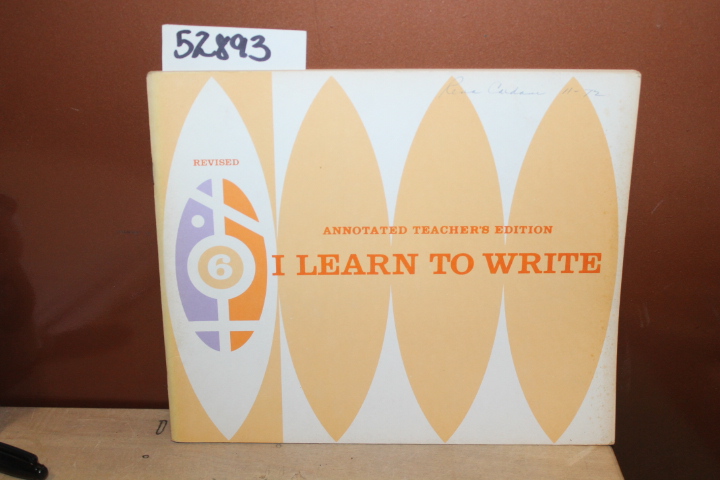 52893
REVISED
6
ANNOTATED TEACHER'S EDITION
I LEARN TO WRITE